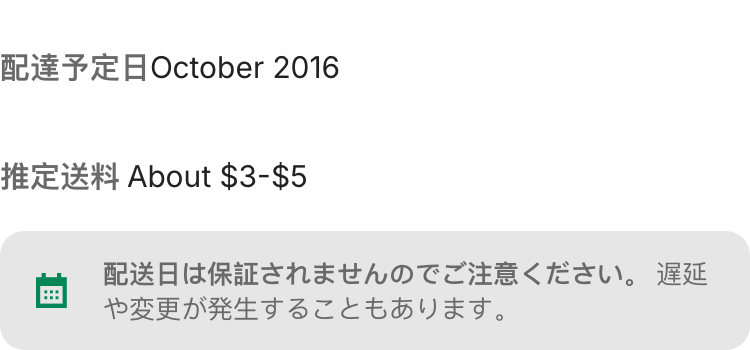 配達予定日October 2016
推定送料 About $3-$5
配送日は保証されませんのでご注意ください。 遅延
や変更が発生することもあります。